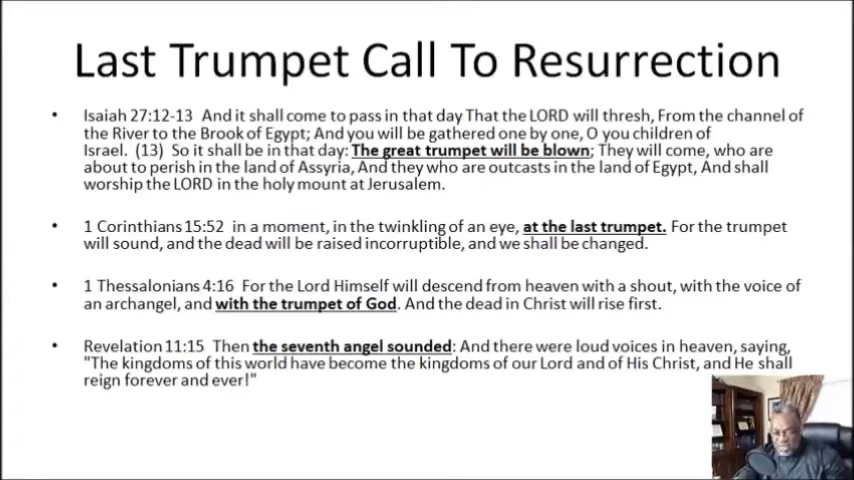 Last Trumpet Call To Resurrection
• Isaiah 27:12-13 And it shall come to pass in that day That the LORD will thresh, From the channel of
the River to the Brook of Egypt; And you will be gathered one by one, O you children of
Israel. (13) So it shall be in that day: The great trumpet will be blown; They will come, who are
about to perish in the land of Assyria, And they who are outcasts in the land of Egypt, And shall
worship the LORD in the holy mount at Jerusalem.
• 1 Corinthians 15:52 in a moment, in the twinkling of an eye, at the last trumpet. For the trumpet
will sound, and the dead will be raised incorruptible, and we shall be changed.
• 1 Thessalonians 4:16 For the Lord Himself will descend from heaven with a shout, with the voice of
an archangel, and with the trumpet of God. And the dead in Christ will rise first.
• Revelation 11:15 Then the seventh angel sounded: And there were loud voices in heaven, saying,
"The kingdoms of this world have become the kingdoms of our Lord and of His Christ, and He shall
reign forever and ever!"